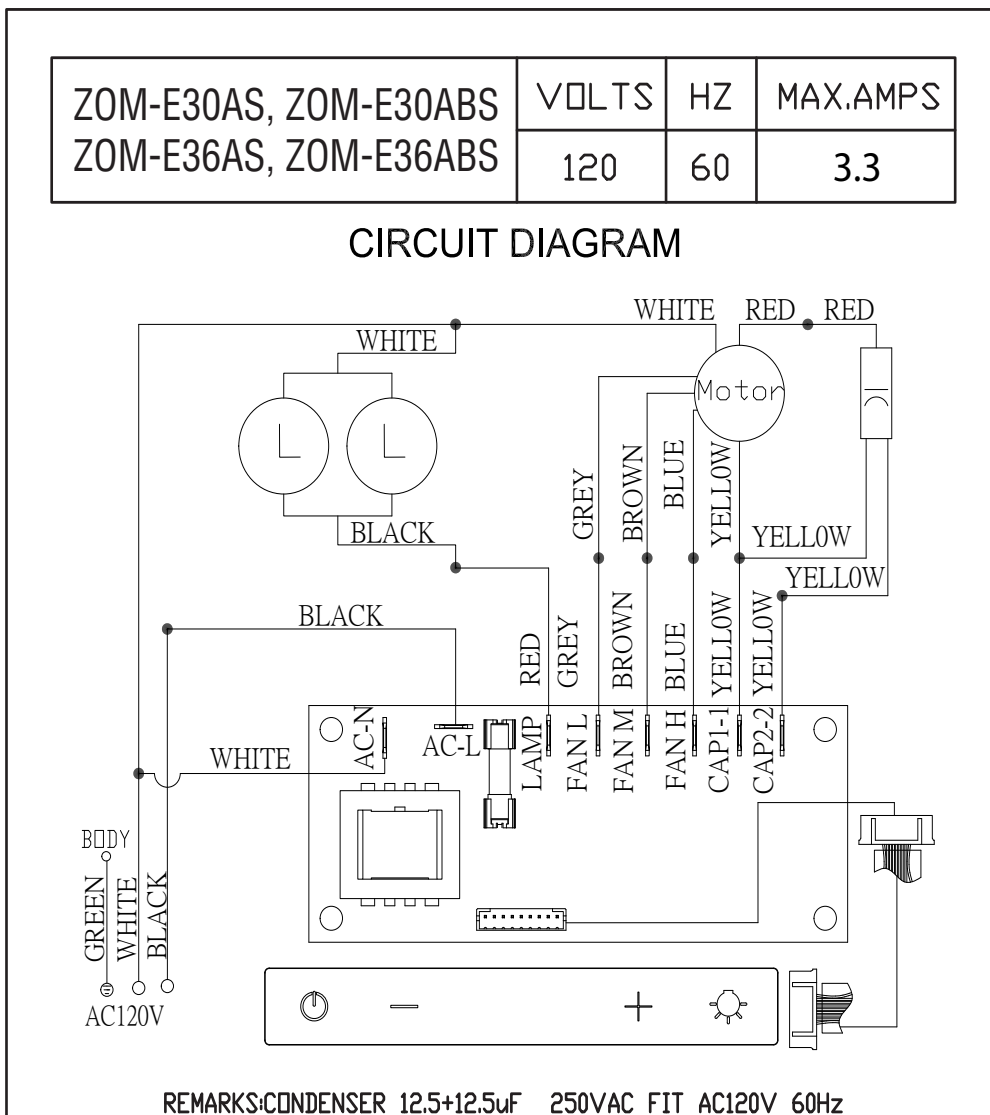 ZOM-E30AS, ZOM-E30ABS
ZOM-E36AS, ZOM-E36ABS
VOLTS HZ MAX.AMPS
120 60 3.3
CIRCUIT DIAGRAM
WHITE RED RED
WHITE
Motor
L L
GREY BROWN BLUE YELL0W
BLACK
YELL0W
YELL0W
BLACK
RED GREY BROWN BLUE YELL0W YELL0W
AC-N AC-L LAMP FAN L FAN M FAN H CAP1-1 CAP2-2
WHITE
BODY
GREEN WHITE BLACK
AC120V
REMARKS:CONDENSER 12.5+12.5uF 250VAC FIT AC120V 60Hz